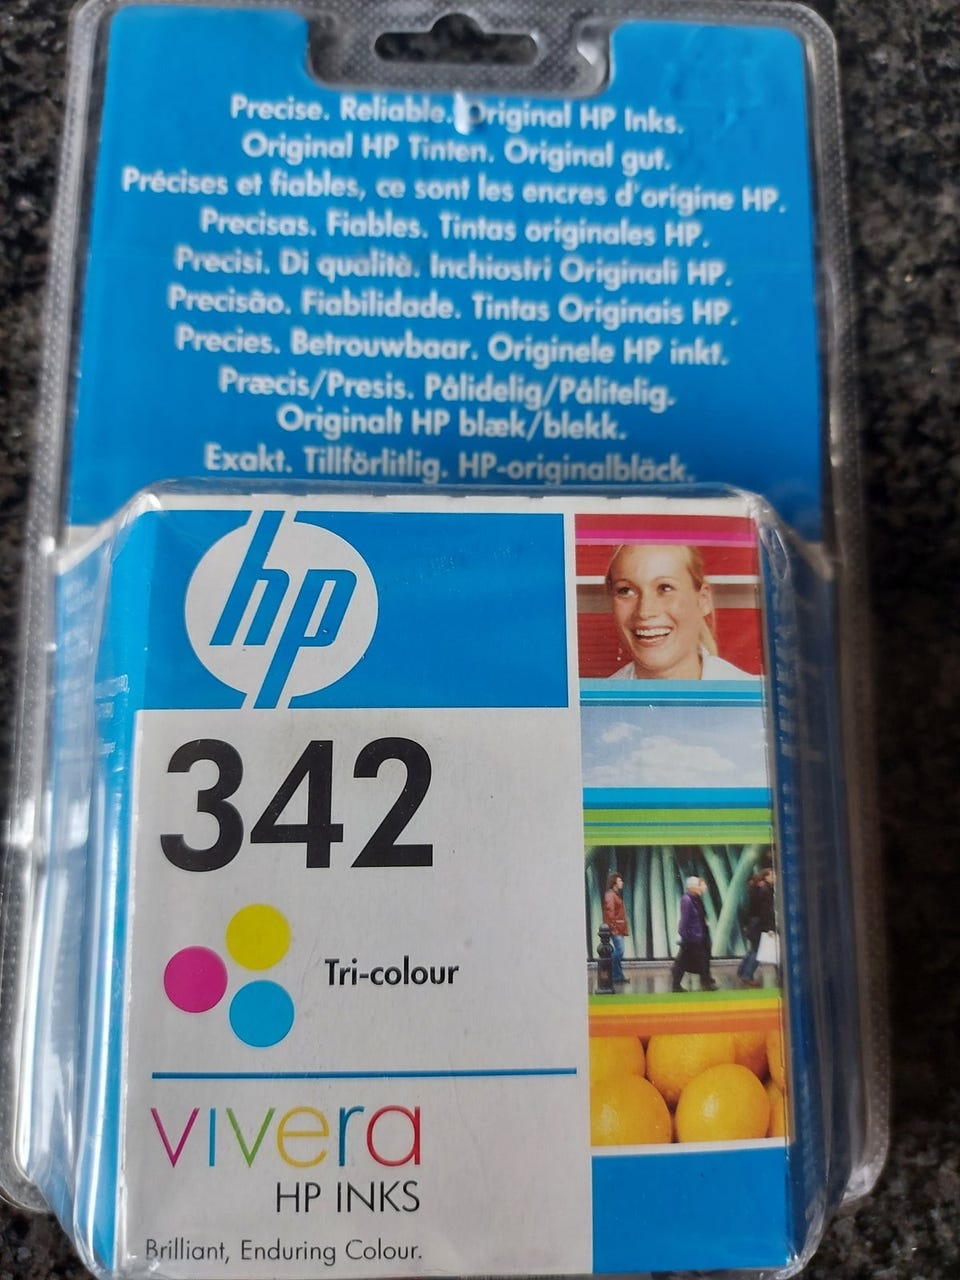 Precise. Reliable. Original HP Inks.
Original HP Tinten. Original gut.
Précises et fiables, ce sont les encres d'origine HP.
Precisas. Fiables. Tintas originales HP.
Precisi. Di qualità. Inchiostri Originali HP.
Precisão. Fiabilidade. Tintas Originais HP.
Precies. Betrouwbaar. Originele HP inkt.
Præcis/Presis. Pålidelig/Pålitelig.
Originalt HP blæk/blekk.
Exakt. Tillförlitlig. HP-originalbläck.
hp
342
Tri-colour
vivera
HP INKS
Brilliant, Enduring Colour.